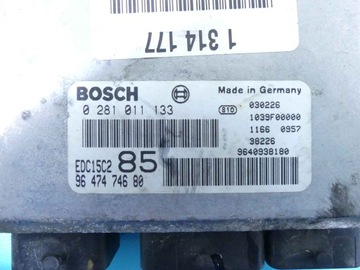 1 314 177
BOSCH
Made in Germany
0 281 011 133
810
030226
1039F00000
1166 0957
38226
9640938180
EDC15C2 85
96 474 746 80